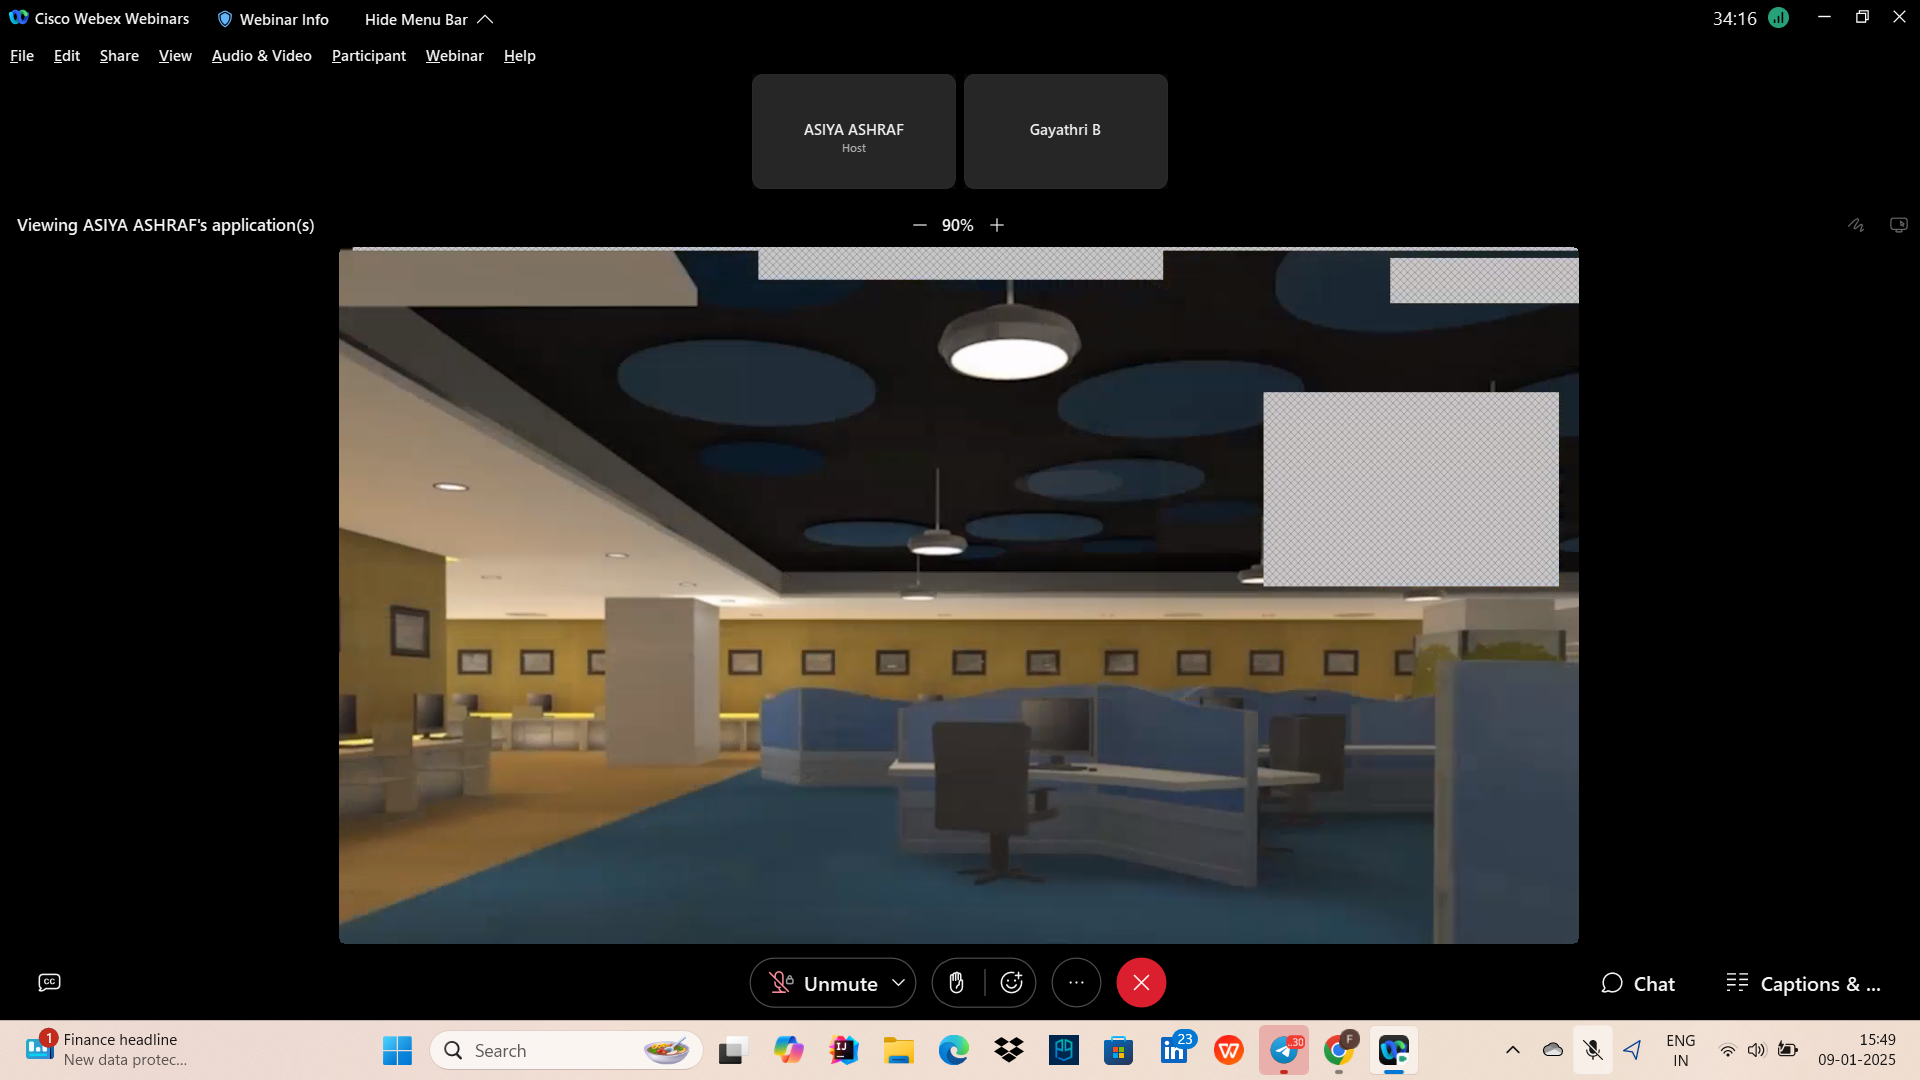 Cisco Webex Webinars Webinar Info Hide Menu Bar 34:16
File Edit Share View Audio & Video Participant Webinar Help
ASIYA ASHRAF
Host
Gayathri B
Viewing ASIYA ASHRAF's application(s) 90%
CC Unmute Chat Captions & ...
1 Finance headline
New data protec...
Search
IJ
23
.30
F
ENG
IN
15:49
09-01-2025